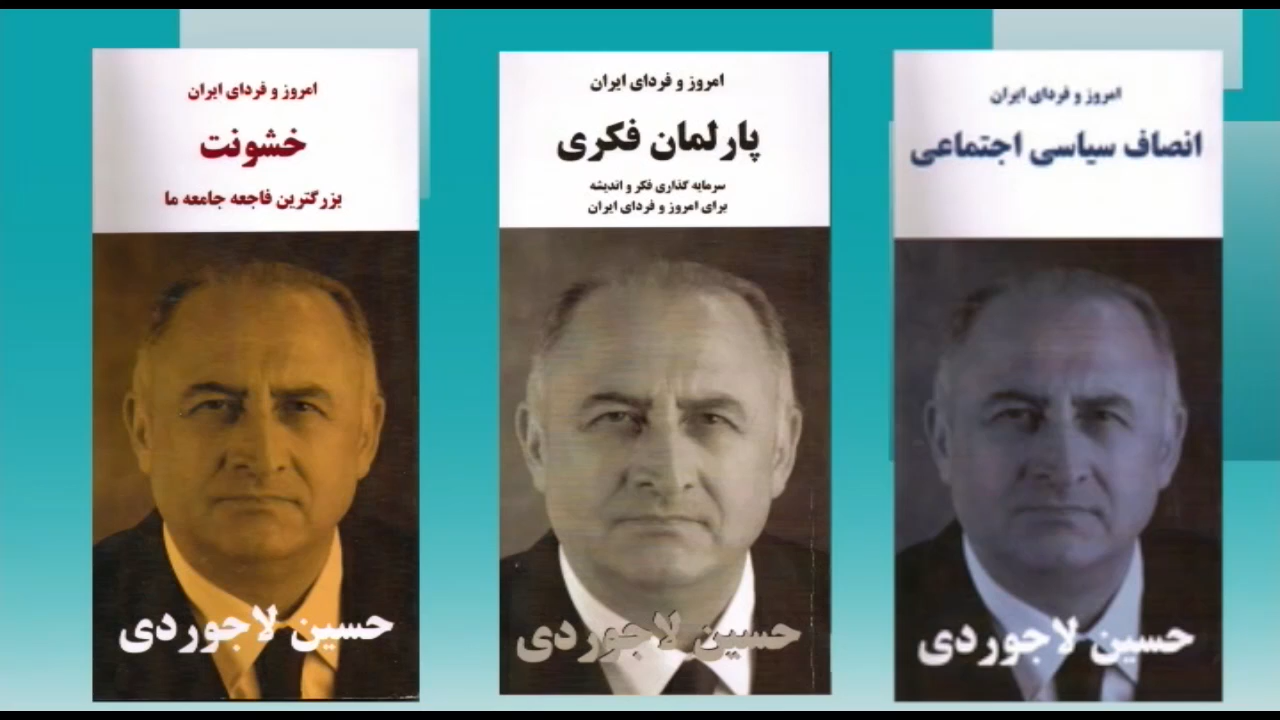 امروز و فردای ایران
انصاف سیاسی اجتماعی
حسین لاجوردی
امروز و فردای ایران
پارلمان فکری
سرمایه گذاری فکر و اندیشه
برای امروز و فردای ایران
حسین لاجوردی
امروز و فردای ایران
خشونت
بزرگترین فاجعه جامعه ما
حسین لاجوردی